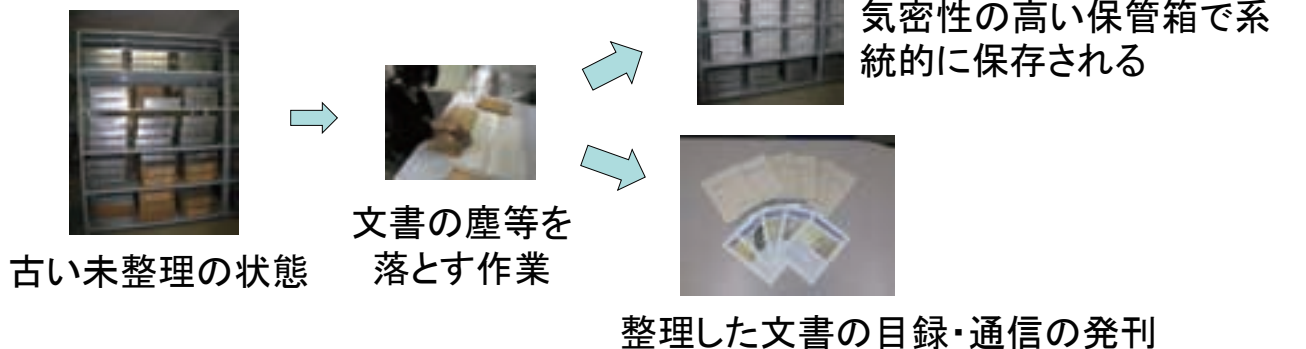 気密性の高い保管箱で系
統的に保存される
文書の塵等を
落とす作業
古い未整理の状態
整理した文書の目録・通信の発刊